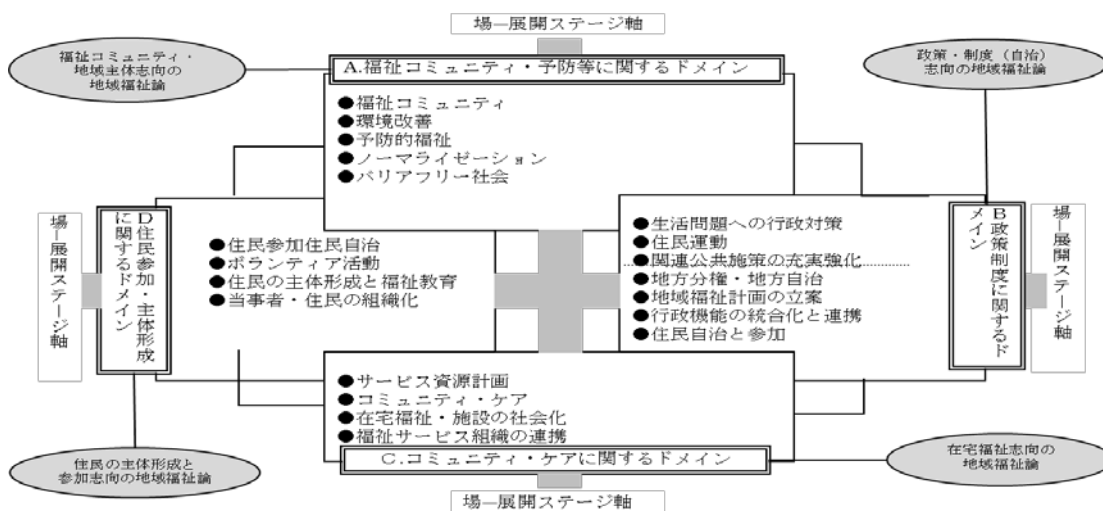 場―展開ステージ軸
福祉コミュニティ・
地域主体志向の
地域福祉論
政策・制度（自治）
志向の地域福祉論
A.福祉コミュニティ・予防等に関するドメイン
●福祉コミュニティ
●環境改善
●予防的福祉
●ノーマライゼーション
●バリアフリー社会
場―展開ステージ軸
D住民参加・主体形成
に関するドメイン
●住民参加住民自治
●ボランティア活動
●住民の主体形成と福祉教育
●当事者・住民の組織化
●生活問題への行政対策
●住民運動
●関連公共施策の充実強化
●地方分権・地方自治
●地域福祉計画の立案
●行政機能の統合化と連携
●住民自治と参加
B政策制度に関するド
メイン
場―展開ステージ軸
●サービス資源計画
●コミュニティ・ケア
●在宅福祉・施設の社会化
●福祉サービス組織の連携
C.コミュニティ・ケアに関するドメイン
住民の主体形成と
参加志向の地域福祉論
在宅福祉志向の
地域福祉論
場―展開ステージ軸